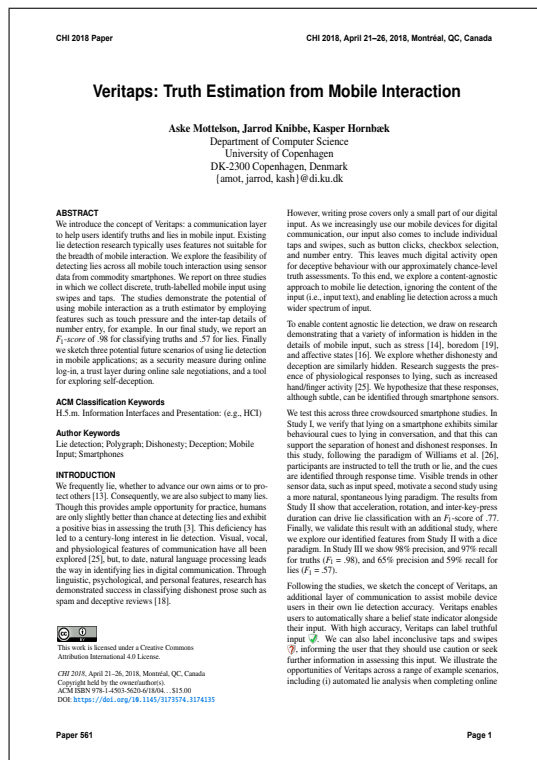 CHI 2018 Paper
CHI 2018, April 21–26, 2018, Montréal, QC, Canada
Veritaps: Truth Estimation from Mobile Interaction
Aske Mottelson, Jarrod Knibbe, Kasper Hornbæk
Department of Computer Science
University of Copenhagen
DK-2300 Copenhagen, Denmark
{amot, jarrod, kash}@di.ku.dk
ABSTRACT
We introduce the concept of Veritaps: a communication layer
to help users identify truths and lies in mobile input. Existing
lie detection research typically uses features not suitable for
the breadth of mobile interaction. We explore the feasibility of
detecting lies across all mobile touch interaction using sensor
data from commodity smartphones. We report on three studies
in which we collect discrete, truth-labelled mobile input using
swipes and taps. The studies demonstrate the potential of
using mobile interaction as a truth estimator by employing
features such as touch pressure and the inter-tap details of
number entry, for example. In our final study, we report an
F1-score of .98 for classifying truths and .57 for lies. Finally
we sketch three potential future scenarios of using lie detection
in mobile applications; as a security measure during online
log-in, a trust layer during online sale negotiations, and a tool
for exploring self-deception.
ACM Classification Keywords
H.5.m. Information Interfaces and Presentation: (e.g., HCI)
Author Keywords
Lie detection; Polygraph; Dishonesty; Deception; Mobile
Input; Smartphones
INTRODUCTION
We frequently lie, whether to advance our own aims or to pro-
tect others [13]. Consequently, we are also subject to many lies.
Though this provides ample opportunity for practice, humans
are only slightly better than chance at detecting lies and exhibit
a positive bias in assessing the truth [3]. This deficiency has
led to a century-long interest in lie detection. Visual, vocal,
and physiological features of communication have all been
explored [25], but, to date, natural language processing leads
the way in identifying lies in digital communication. Through
linguistic, psychological, and personal features, research has
demonstrated success in classifying dishonest prose such as
spam and deceptive reviews [18].
This work is licensed under a Creative Commons
Attribution International 4.0 License.
CHI 2018, April 21–26, 2018, Montréal, QC, Canada
Copyright held by the owner/author(s).
ACM ISBN 978-1-4503-5620-6/18/04. . . $15.00
DOI: https://doi.org/10.1145/3173574.3174135
However, writing prose covers only a small part of our digital
input. As we increasingly use our mobile devices for digital
communication, our input also comes to include individual
taps and swipes, such as button clicks, checkbox selection,
and number entry. This leaves much digital activity open
for deceptive behaviour with our approximately chance-level
truth assessments. To this end, we explore a content-agnostic
approach to mobile lie detection, ignoring the content of the
input (i.e., input text), and enabling lie detection across a much
wider spectrum of input.
To enable content agnostic lie detection, we draw on research
demonstrating that a variety of information is hidden in the
details of mobile input, such as stress [14], boredom [19],
and affective states [16]. We explore whether dishonesty and
deception are similarly hidden. Research suggests the pres-
ence of physiological responses to lying, such as increased
hand/finger activity [25]. We hypothesize that these responses,
although subtle, can be identified through smartphone sensors.
We test this across three crowdsourced smartphone studies. In
Study I, we verify that lying on a smartphone exhibits similar
behavioural cues to lying in conversation, and that this can
support the separation of honest and dishonest responses. In
this study, following the paradigm of Williams et al. [26],
participants are instructed to tell the truth or lie, and the cues
are identified through response time. Visible trends in other
sensor data, such as input speed, motivate a second study using
a more natural, spontaneous lying paradigm. The results from
Study II show that acceleration, rotation, and inter-key-press
duration can drive lie classification with an F1-score of .77.
Finally, we validate this result with an additional study, where
we explore our identified features from Study II with a dice
paradigm. In Study III we show 98% precision, and 97% recall
for truths (F1 = .98), and 65% precision and 59% recall for
lies (F1 = .57).
Following the studies, we sketch the concept of Veritaps, an
additional layer of communication to assist mobile device
users in their own lie detection accuracy. Veritaps enables
users to automatically share a belief state indicator alongside
their input. With high accuracy, Veritaps can label truthful
input . We can also label inconclusive taps and swipes
?, informing the user that they should use caution or seek
further information in assessing this input. We illustrate the
opportunities of Veritaps across a range of example scenarios,
including (i) automated lie analysis when completing online
Paper 561
Page 1